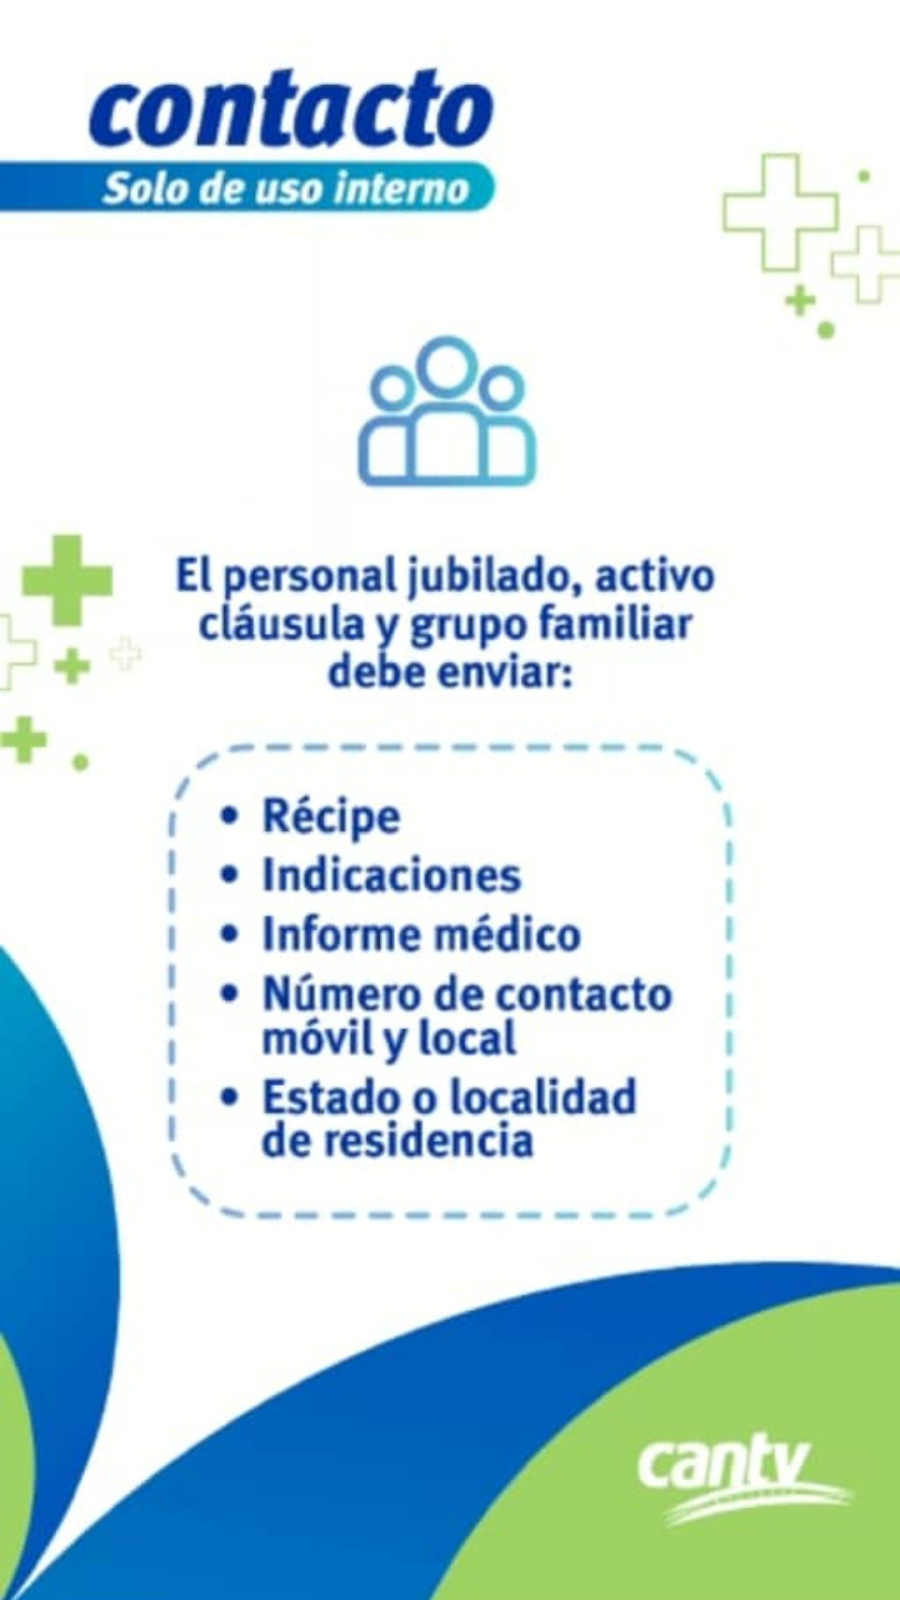 contacto
Solo de uso interno
El personal jubilado, activo
cláusula y grupo familiar
debe enviar:
• Récipe
• Indicaciones
• Informe médico
• Número de contacto
móvil y local
• Estado o localidad
de residencia
cantv